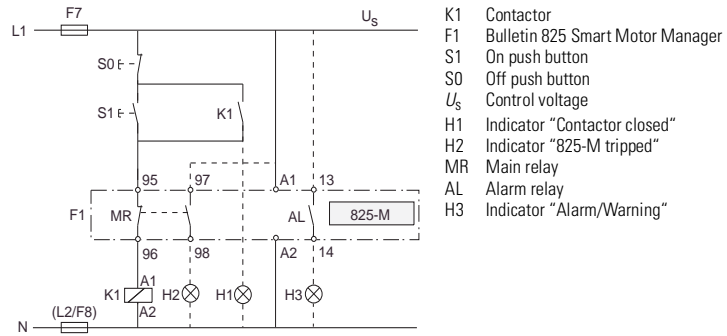 F7
L1
Us
S0
S1
K1
95
97
A1
13
F1
MR
AL
825-M
96
98
A2
14
K1
A1
A2
H2
H1
H3
(L2/F8)
N
K1 Contactor
F1 Bulletin 825 Smart Motor Manager
S1 On push button
S0 Off push button
Us Control voltage
H1 Indicator “Contactor closed“
H2 Indicator “825-M tripped“
MR Main relay
AL Alarm relay
H3 Indicator “Alarm/Warning“